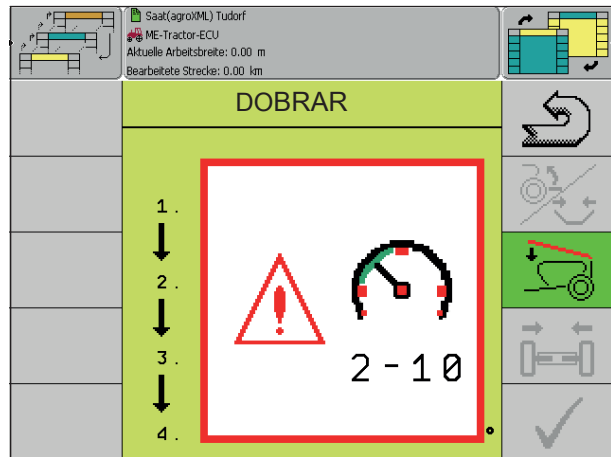 Saat(agroXML) Tudorf
ME-Tractor-ECU
Aktuelle Arbeitsbreite: 0.00 m
Bearbeitete Strecke: 0.00 km
DOBRAR
1.
2.
3.
2-10
4.